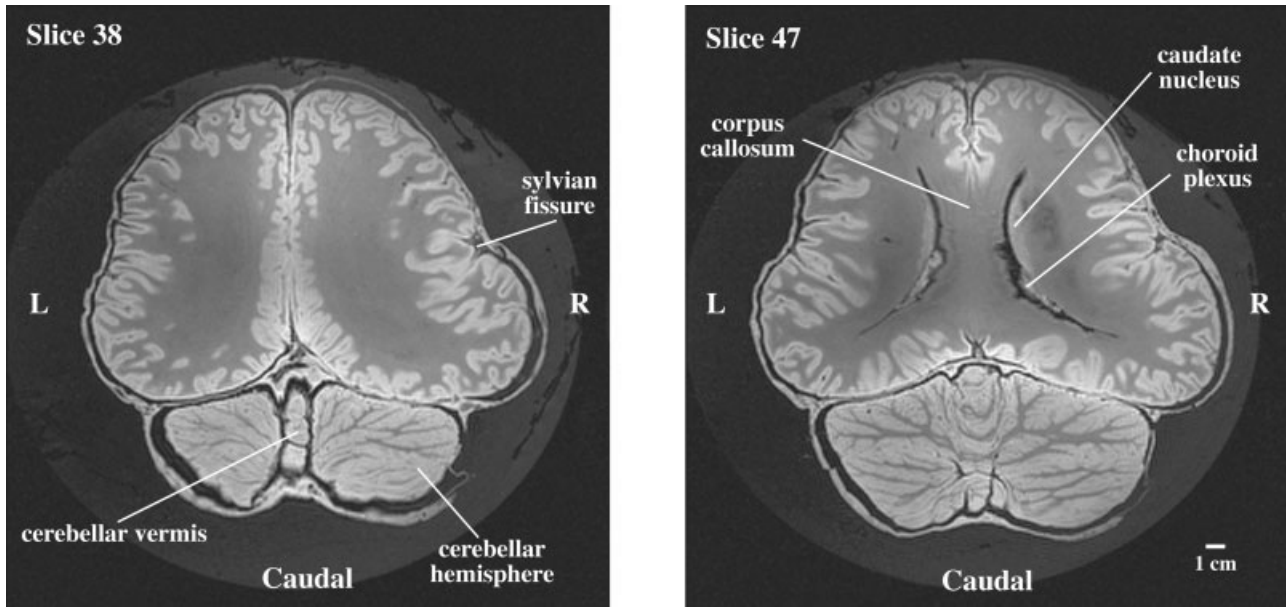 Slice 38
sylvian
fissure
L
R
cerebellar vermis
cerebellar
hemisphere
Caudal
Slice 47
caudate
nucleus
corpus
callosum
choroid
plexus
L
R
1 cm
Caudal